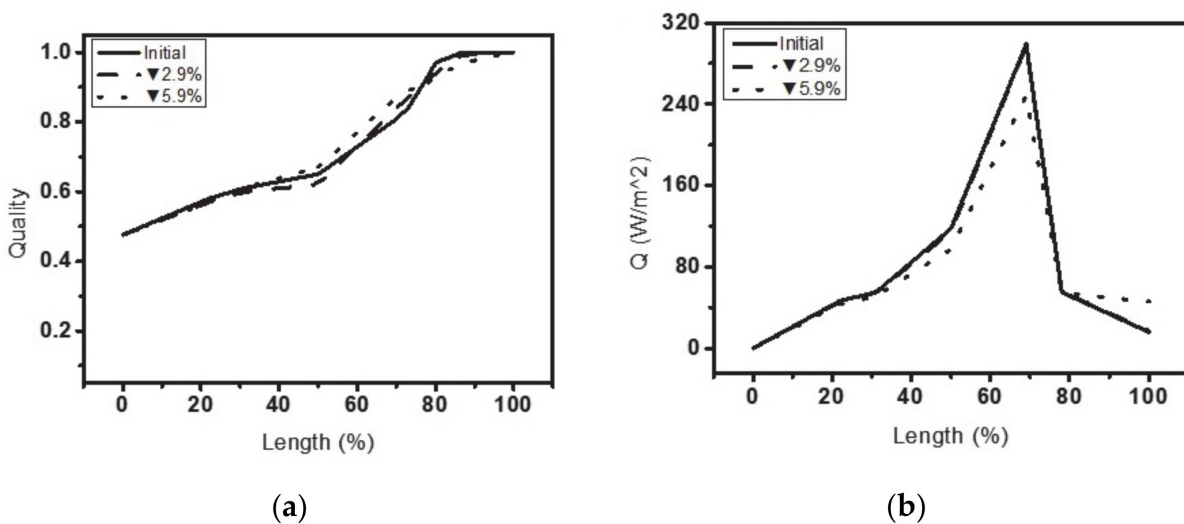 1.0
0.8
0.6
0.4
0.2
Quality
Initial
▼2.9%
▼5.9%
0 20 40 60 80 100
Length (%)
(a)
320
240
160
80
0
Q (W/m^2)
Initial
▼2.9%
▼5.9%
0 20 40 60 80 100
Length (%)
(b)